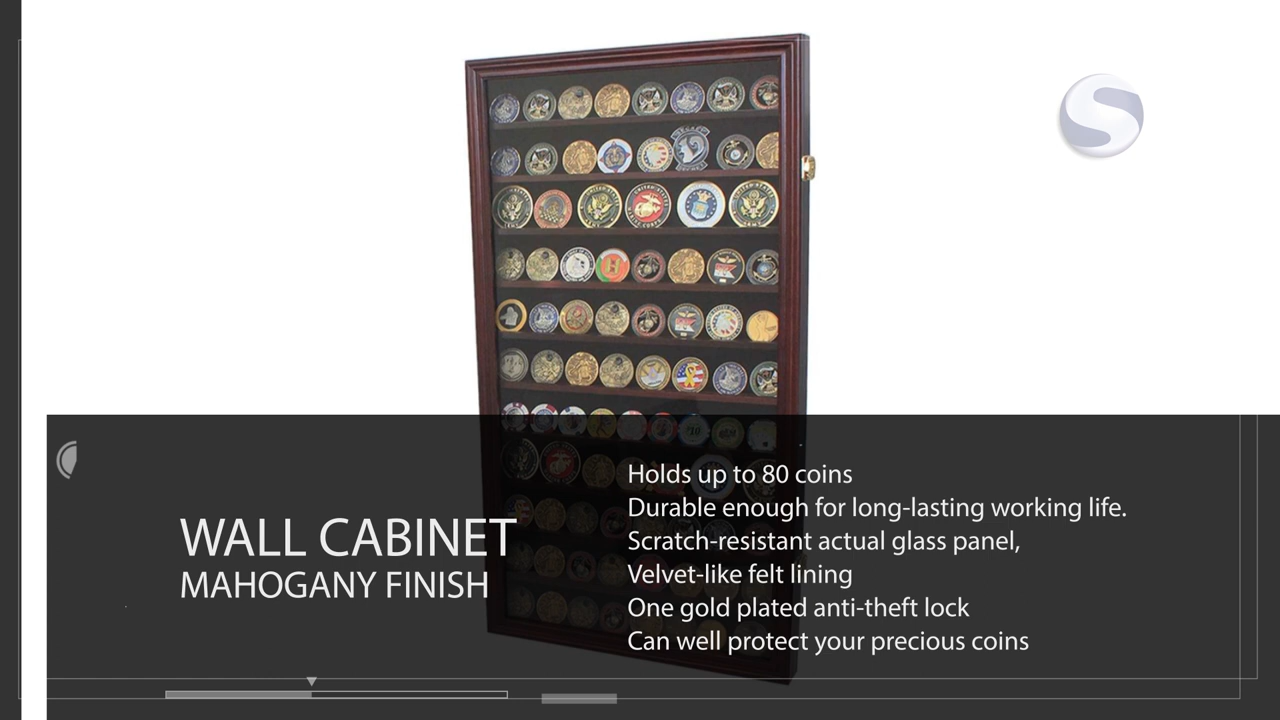 WALL CABINET
MAHOGANY FINISH
Holds up to 80 coins
Durable enough for long-lasting working life.
Scratch-resistant actual glass panel,
Velvet-like felt lining
One gold plated anti-theft lock
Can well protect your precious coins